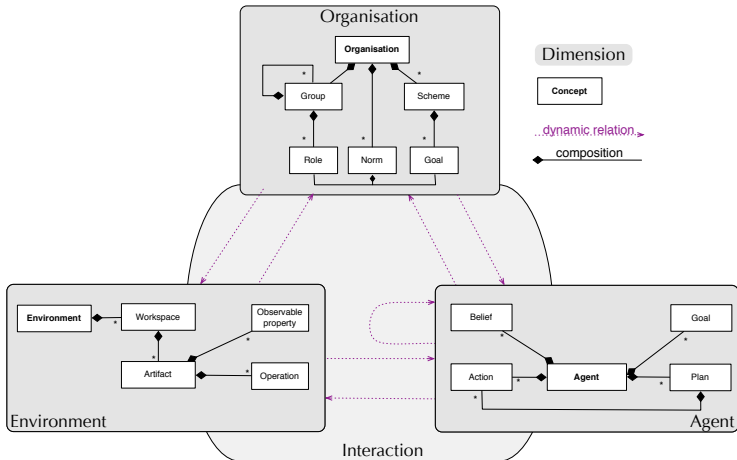 Organisation
Organisation
*
*
Group
Scheme
*
*
*
Role
Norm
Goal
Dimension
Concept
dynamic relation
composition
Environment
*
Workspace
Observable
property
*
*
Artifact
*
Operation
Environment
Belief
Goal
*
*
Action
*
Agent
*
Plan
*
*
Agent
Interaction